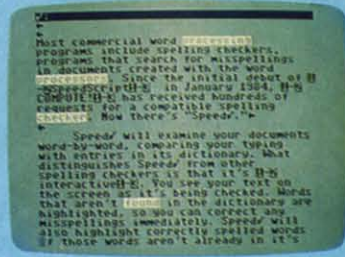 Most commercial word processing
programs include spelling checkers,
programs that search for misspellings
in documents created with the word
processors. Since the initial debut of
SpeedScript in January 1984,
COMPUTE! has received hundreds of
requests for a compatible spelling
checker. Now there's "Speed✓."
Speed✓ will examine your documents
word-by-word, comparing your typing
with entries in its dictionary. What
distinguishes Speed✓ from other
spelling checkers is that it's
interactive. You see your text on
the screen as it's being checked. Words
that aren't found in the dictionary are
highlighted, so you can correct any
misspellings immediately. Speed✓ will
also highlight correctly spelled words
if those words aren't already in it's